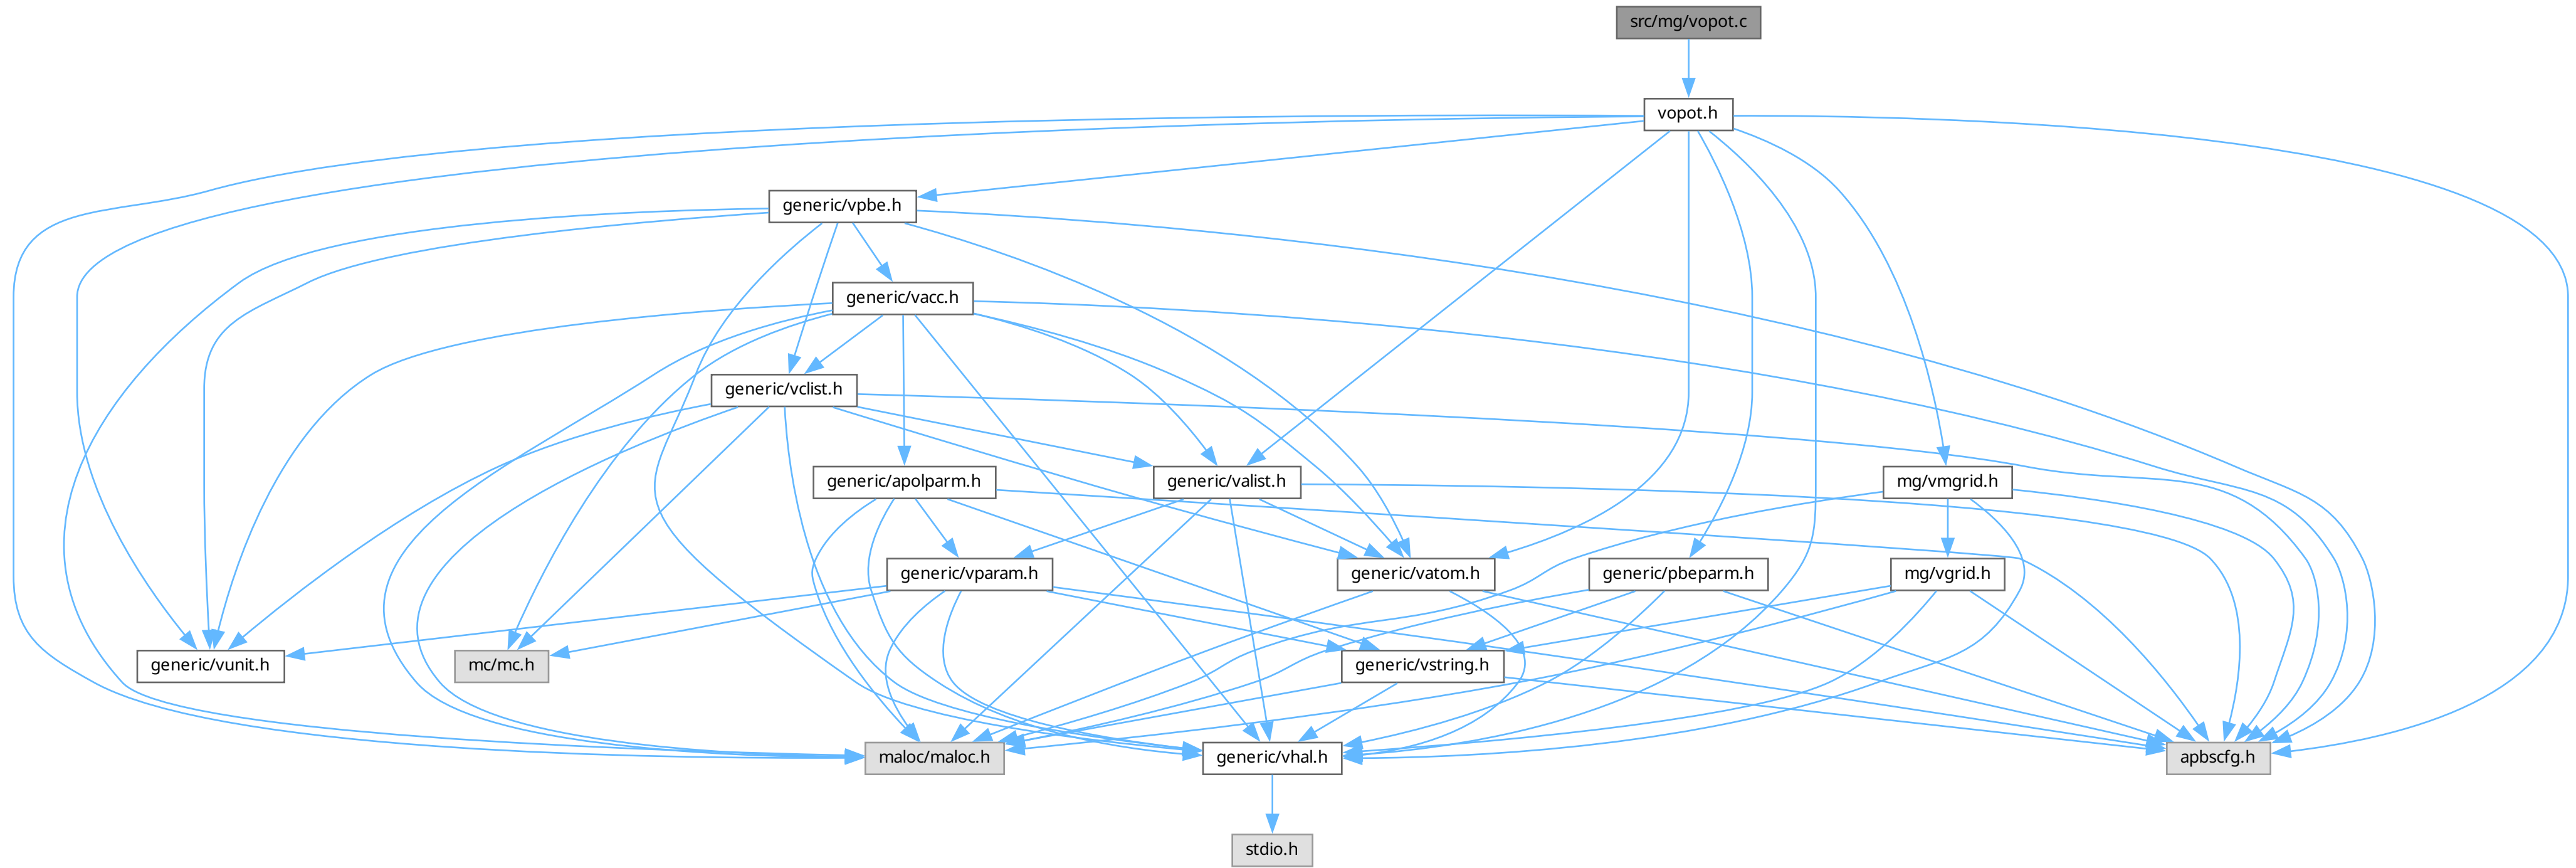 src/mg/vopot.c
vopot.h
generic/vpbe.h
generic/vacc.h
generic/vclist.h
generic/apolparm.h
generic/valist.h
mg/vmgrid.h
generic/vparam.h
generic/vatom.h
generic/pbeparm.h
mg/vgrid.h
generic/vunit.h
mc/mc.h
generic/vstring.h
maloc/maloc.h
generic/vhal.h
apbscfg.h
stdio.h